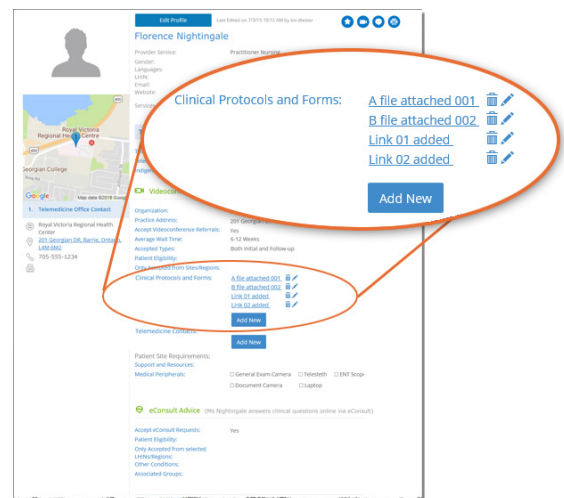 Edit Profile
Last Edited on 7/3/19 10:12 AM by
Florence Nightingale
Provider Service: Practitioner Nursing
Gender:
Languages:
LHIN:
Email:
Website:
Services
Clinical Protocols and Forms:
A file attached 001
B file attached 002
Link 01 added
Link 02 added
Add New
400
Royal Victoria
Regional Health Centre
Georgian College
Google
Map data ©2019 Google
1. Telemedicine Office Contact
Royal Victoria Regional Health
Center
201 Georgian DR, Barrie, Ontario,
L4M 6M2
705-555-1234
Organization:
Practice Address: 201 Georgian
Accept Videoconference Referrals: Yes
Average Wait Time: 6-12 Weeks
Accepted Types: Both Initial and Follow-up
Patient Eligibility:
Only Accepted from Sites/Regions:
Clinical Protocols and Forms:
A file attached 001
B file attached 002
Link 01 added
Link 02 added
Add New
Telemedicine Contacts:
Add New
Patient Site Requirements:
Support and Resources:
Medical Peripherals:
General Exam Camera Telesteth ENT Scop-
Document Camera Laptop
eConsult Advice (Ms Nightingale answers clinical questions online via eConsult)
Accept eConsult Requests: Yes
Patient Eligibility:
Only Accepted from selected
LHINs/Regions:
Other Conditions:
Associated Groups: